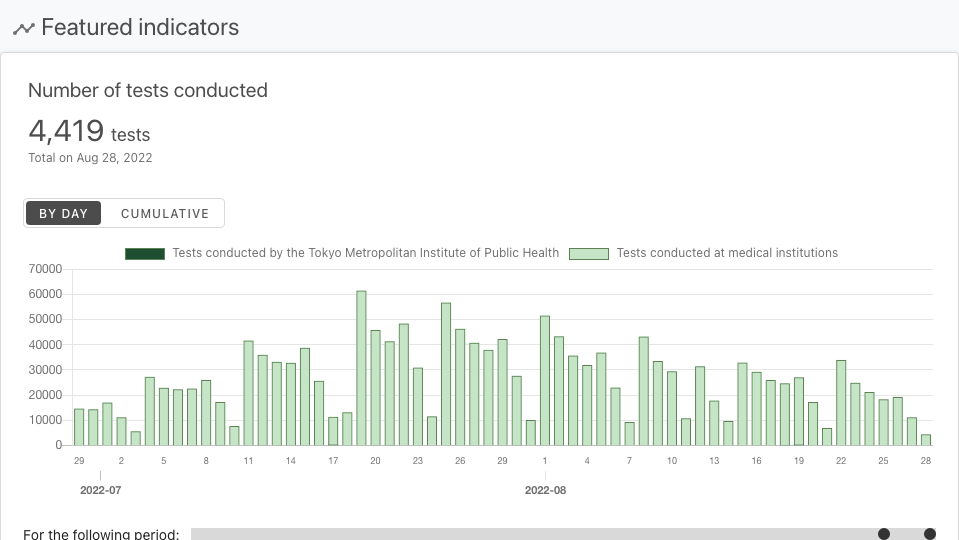 Featured indicators
Number of tests conducted
4,419 tests
Total on Aug 28, 2022
BY DAY CUMULATIVE
Tests conducted by the Tokyo Metropolitan Institute of Public Health Tests conducted at medical institutions
70000
60000
50000
40000
30000
20000
10000
0
29 2 5 8 11 14 17 20 23 26 29 1 4 7 10 13 16 19 22 25 28
2022-07 2022-08
For the following period: